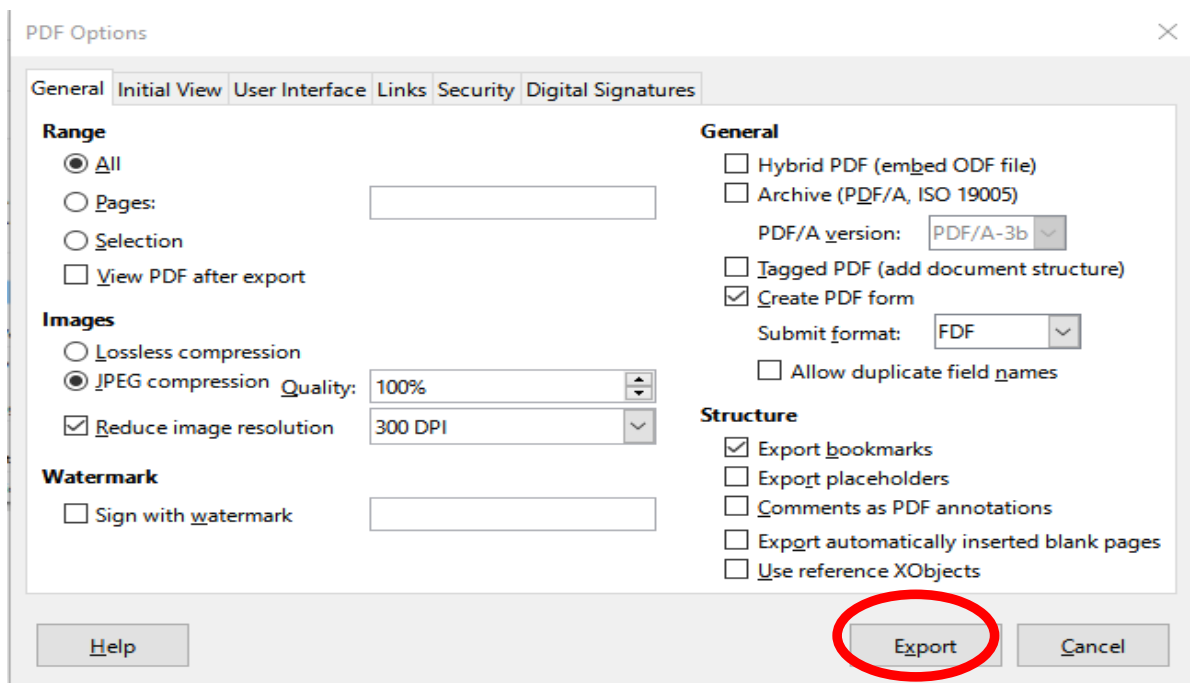 PDF Options
General Initial View User Interface Links Security Digital Signatures
Range
All
Pages:
Selection
View PDF after export
Images
Lossless compression
JPEG compression Quality: 100%
Reduce image resolution 300 DPI
Watermark
Sign with watermark
General
Hybrid PDF (embed ODF file)
Archive (PDF/A, ISO 19005)
PDF/A version: PDF/A-3b
Tagged PDF (add document structure)
Create PDF form
Submit format: FDF
Allow duplicate field names
Structure
Export bookmarks
Export placeholders
Comments as PDF annotations
Export automatically inserted blank pages
Use reference XObjects
Help Export Cancel